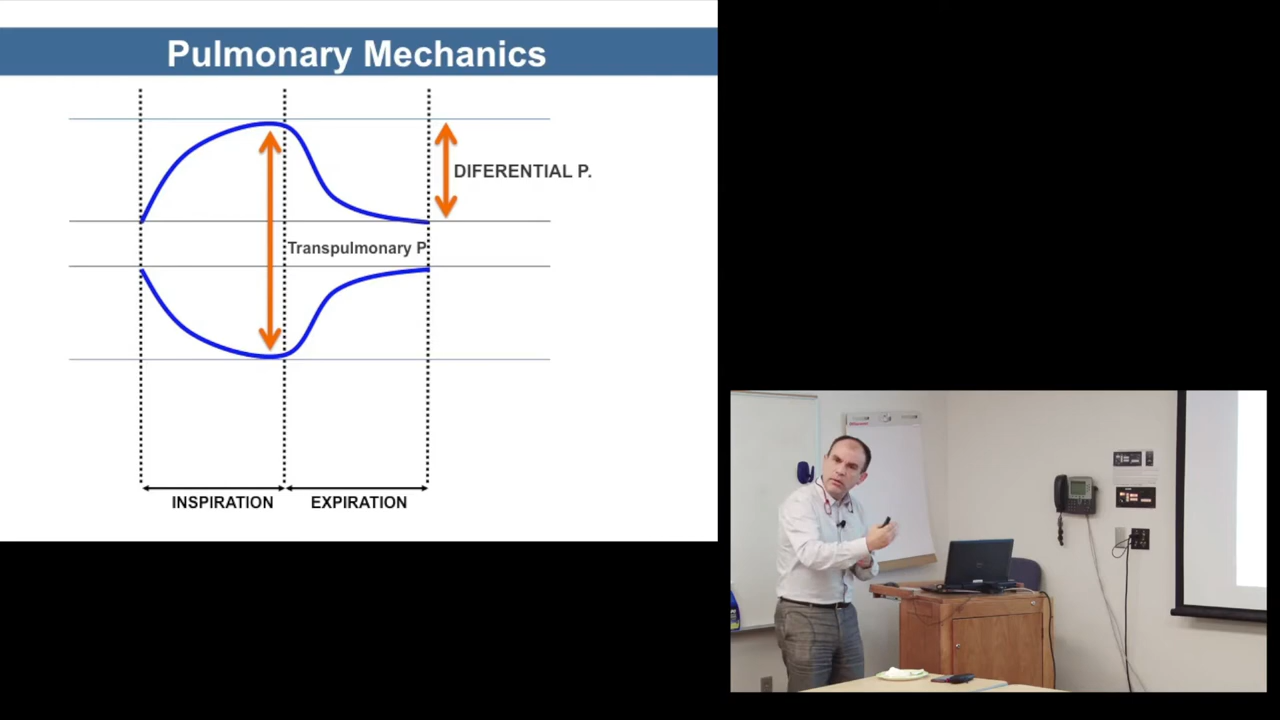 Pulmonary Mechanics
DIFERENTIAL P.
Transpulmonary P
INSPIRATION
EXPIRATION